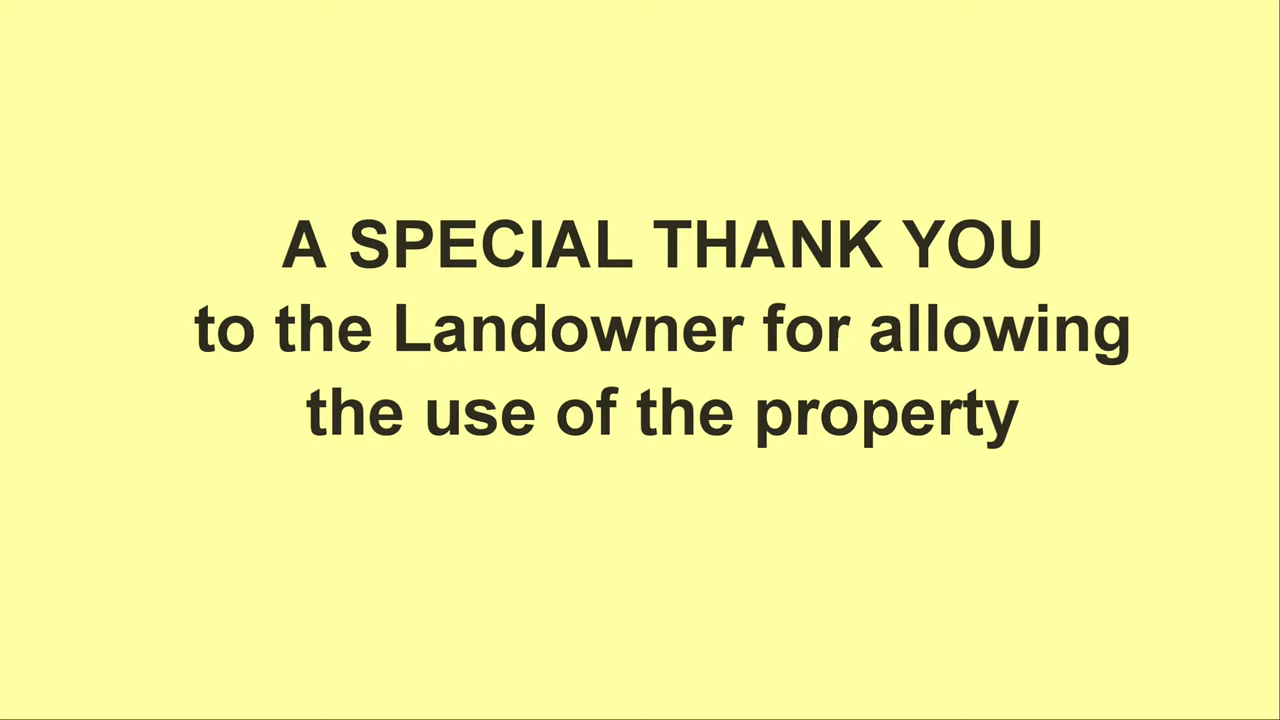 A SPECIAL THANK YOU
to the Landowner for allowing
the use of the property